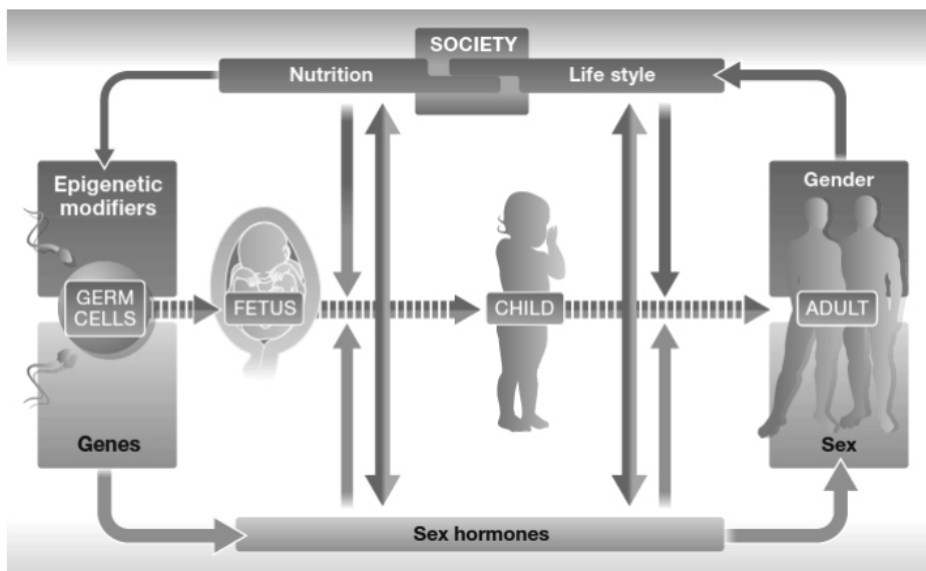 SOCIETY
Nutrition
Life style
Epigenetic
modifiers
Gender
GERM
CELLS
FETUS
CHILD
ADULT
Genes
Sex
Sex hormones